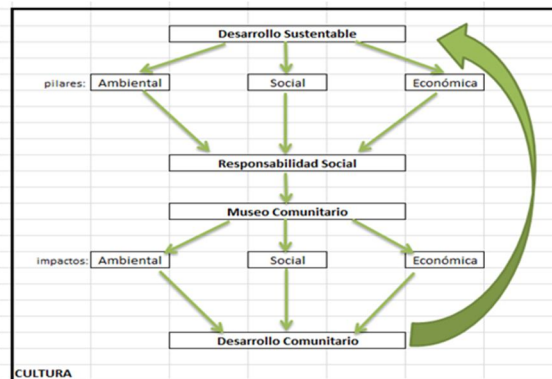 Desarrollo Sustentable
pilares: Ambiental Social Económica
Responsabilidad Social
Museo Comunitario
impactos: Ambiental Social Económica
Desarrollo Comunitario
CULTURA